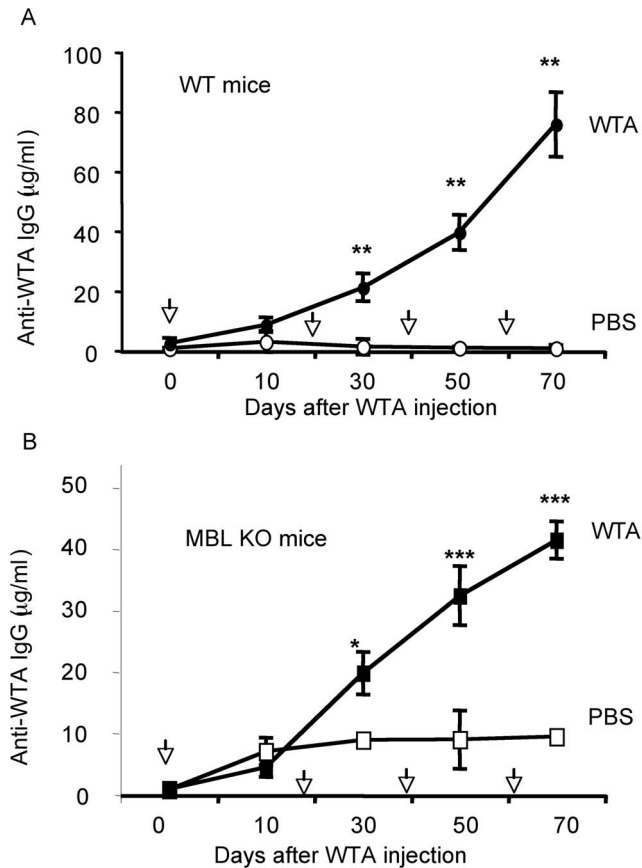 A
WT mice
WTA
PBS
Anti-WTA IgG (µg/ml)
100
80
60
40
20
0
**
**
**
0 10 30 50 70
Days after WTA injection
B
MBL KO mice
WTA
PBS
Anti-WTA IgG (µg/ml)
50
40
30
20
10
0
*
***
***
0 10 30 50 70
Days after WTA injection